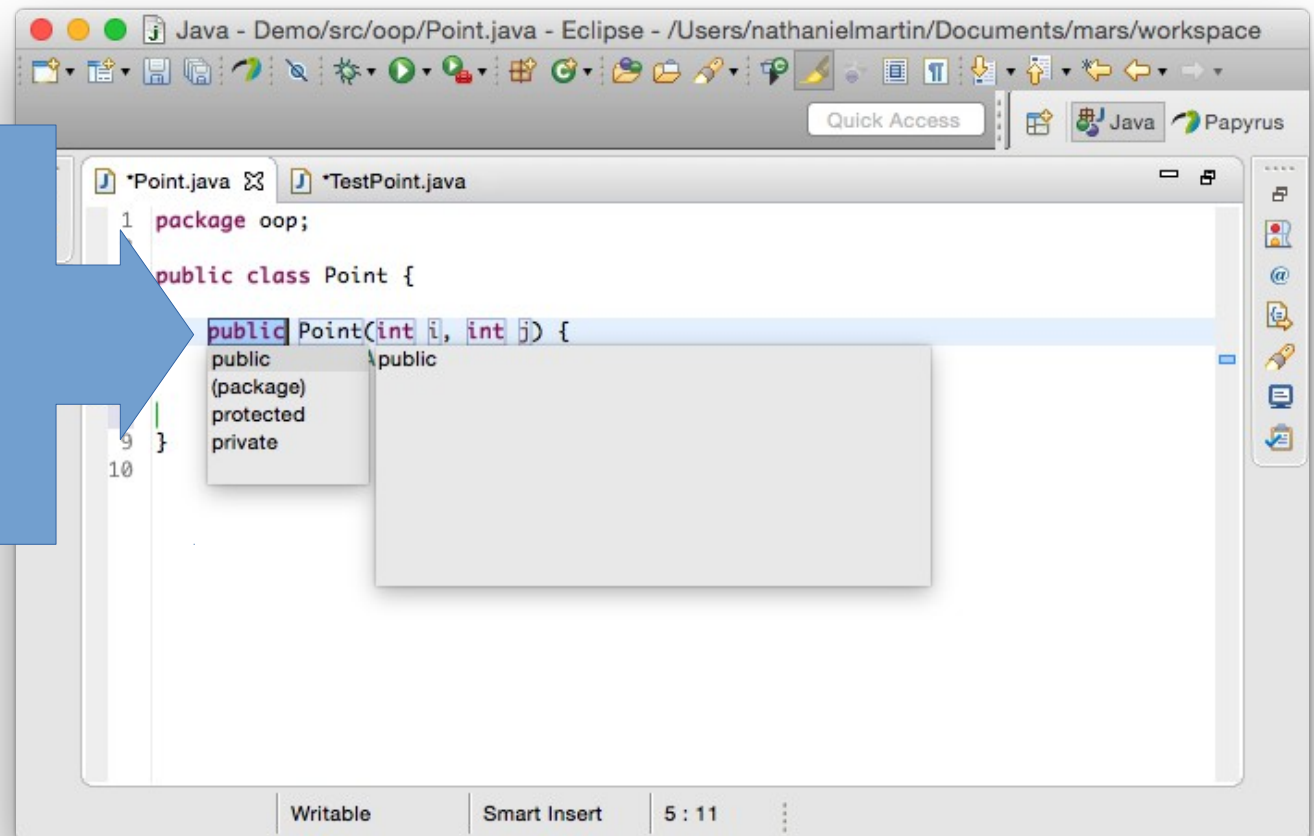 Java - Demo/src/oop/Point.java - Eclipse - /Users/nathanielmartin/Documents/mars/workspace
Quick Access
Java
Papyrus
*Point.java
*TestPoint.java
1 package oop;
public class Point {
public Point(int i, int j) {
public
public
(package)
protected
private
9 }
10
Writable
Smart Insert
5 : 11